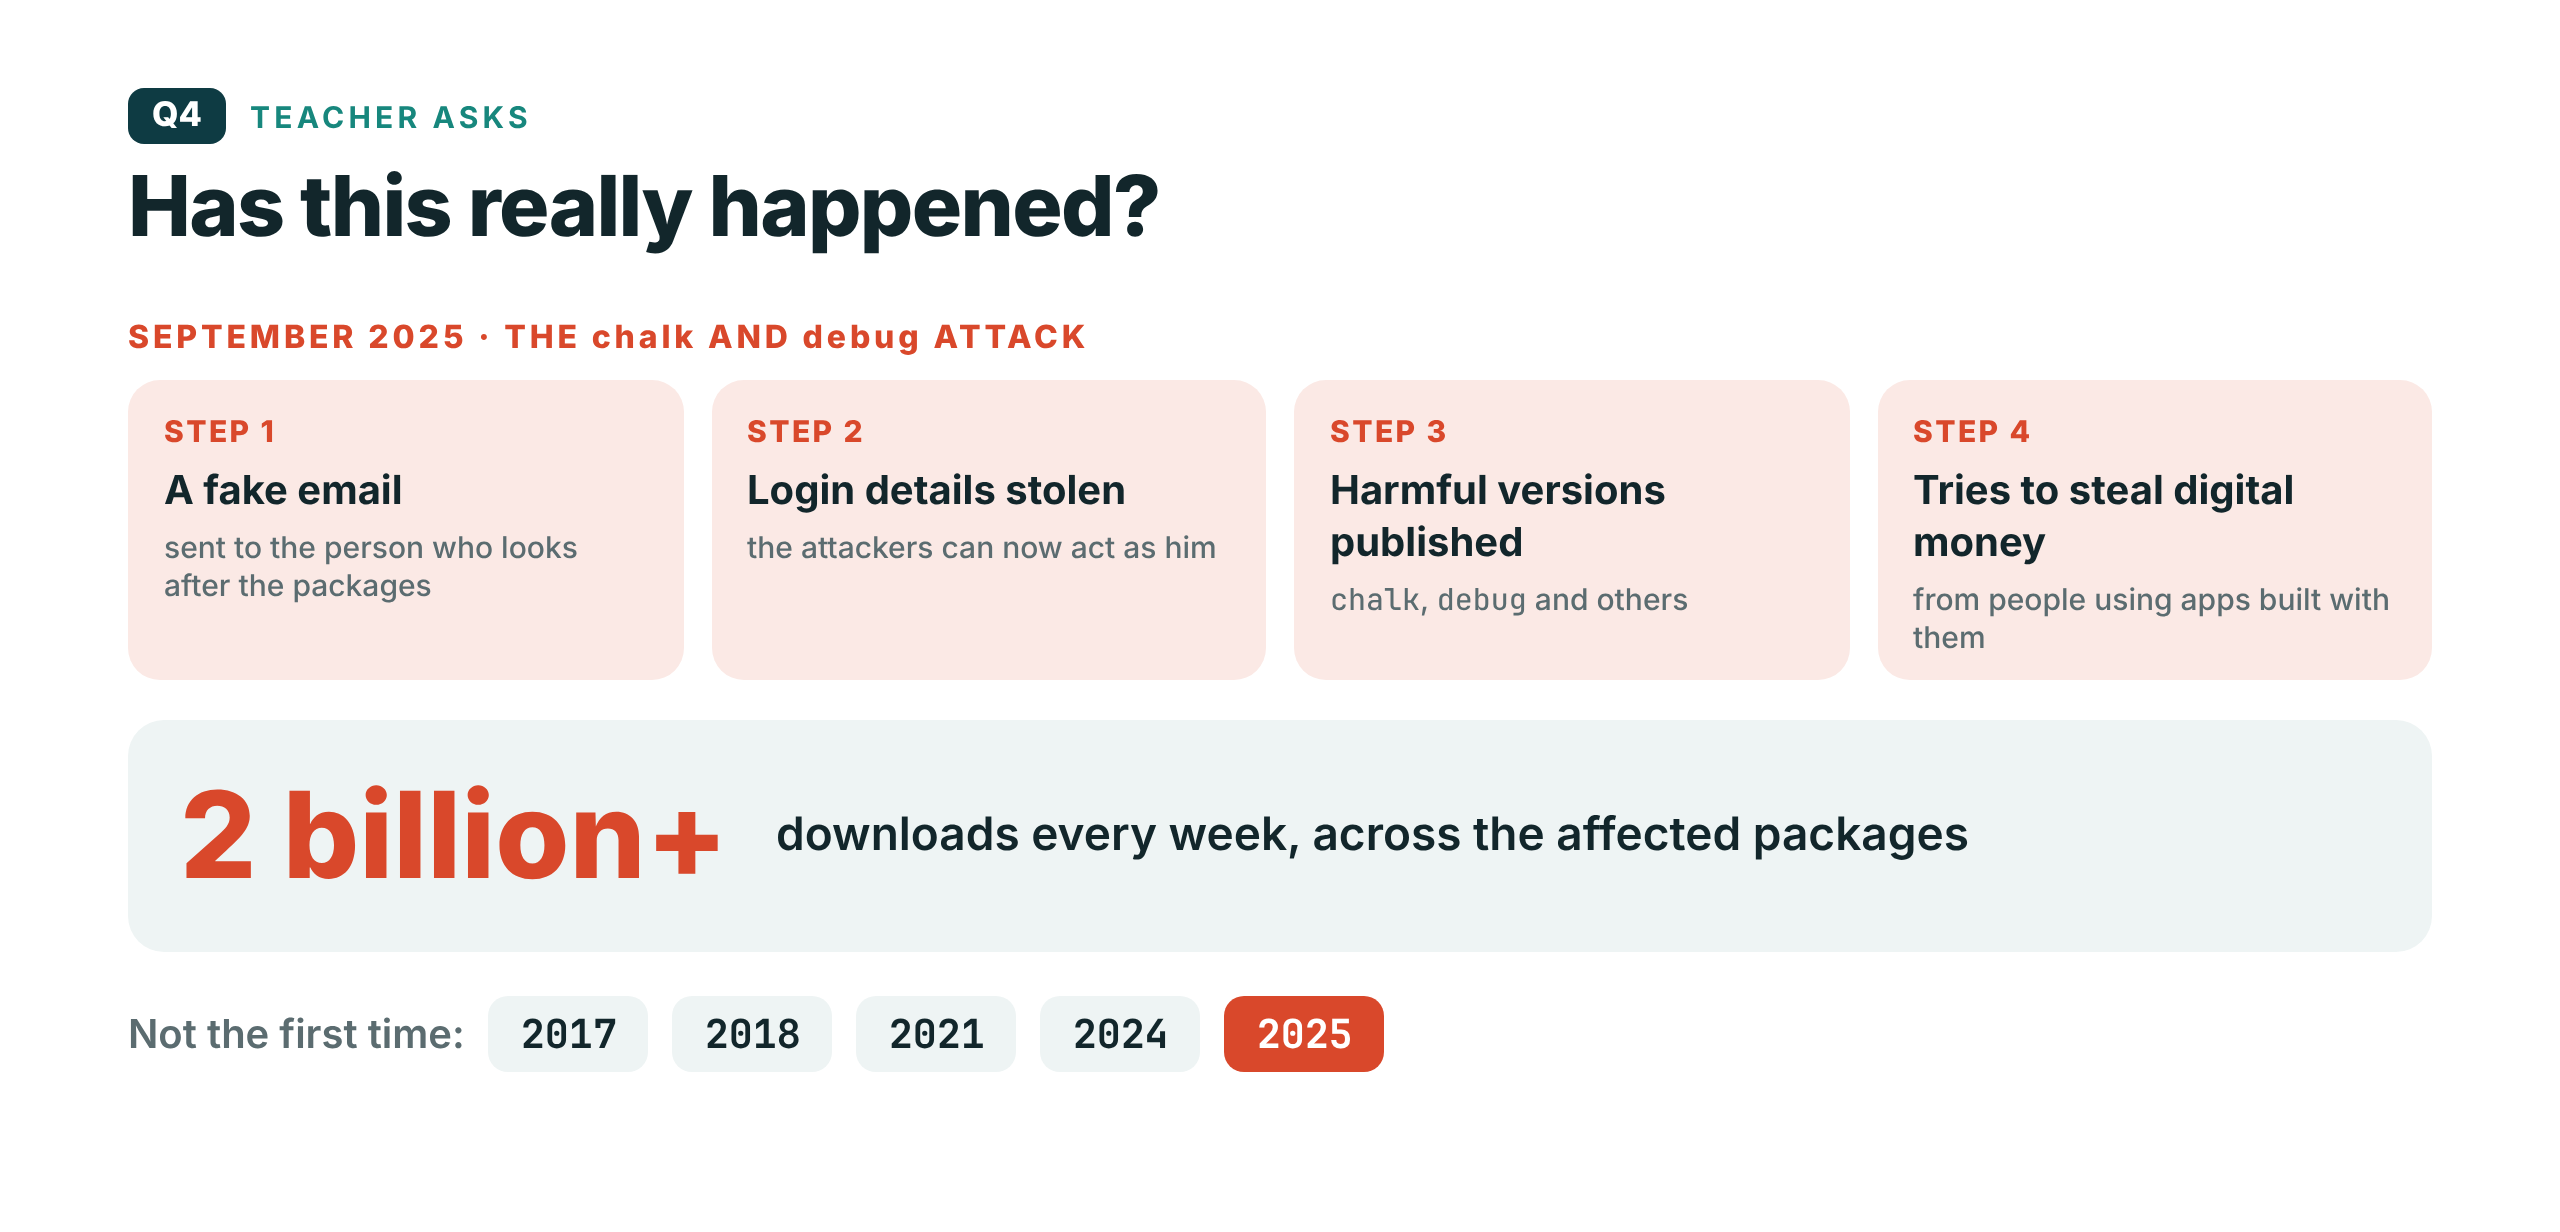 Q4 TEACHER ASKS
Has this really happened?
SEPTEMBER 2025 · THE chalk AND debug ATTACK
STEP 1
A fake email
sent to the person who looks
after the packages
STEP 2
Login details stolen
the attackers can now act as him
STEP 3
Harmful versions
published
chalk, debug and others
STEP 4
Tries to steal digital
money
from people using apps built with
them
2 billion+ downloads every week, across the affected packages
Not the first time: 2017 2018 2021 2024 2025